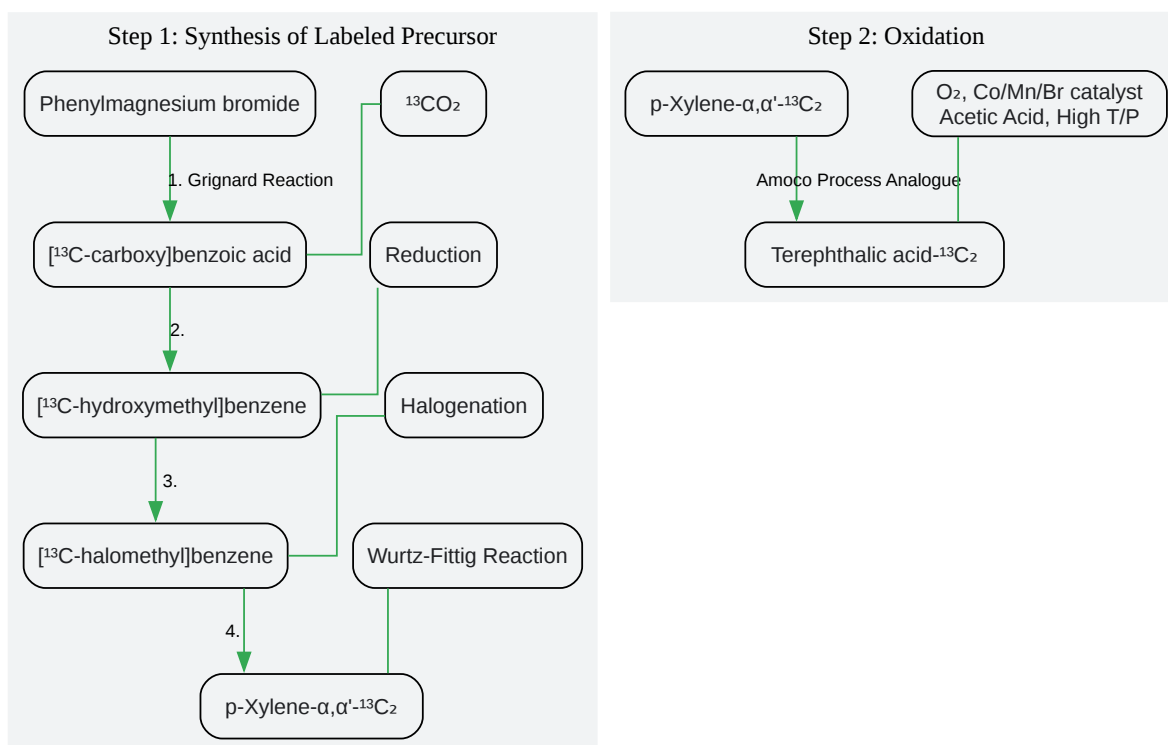 Step 1: Synthesis of Labeled Precursor
Phenylmagnesium bromide
¹³CO₂
1. Grignard Reaction
[¹³C-carboxy]benzoic acid
Reduction
2.
[¹³C-hydroxymethyl]benzene
Halogenation
3.
[¹³C-halomethyl]benzene
Wurtz-Fittig Reaction
4.
p-Xylene-α,α'-¹³C₂
Step 2: Oxidation
p-Xylene-α,α'-¹³C₂
O₂, Co/Mn/Br catalyst
Acetic Acid, High T/P
Amoco Process Analogue
Terephthalic acid-¹³C₂